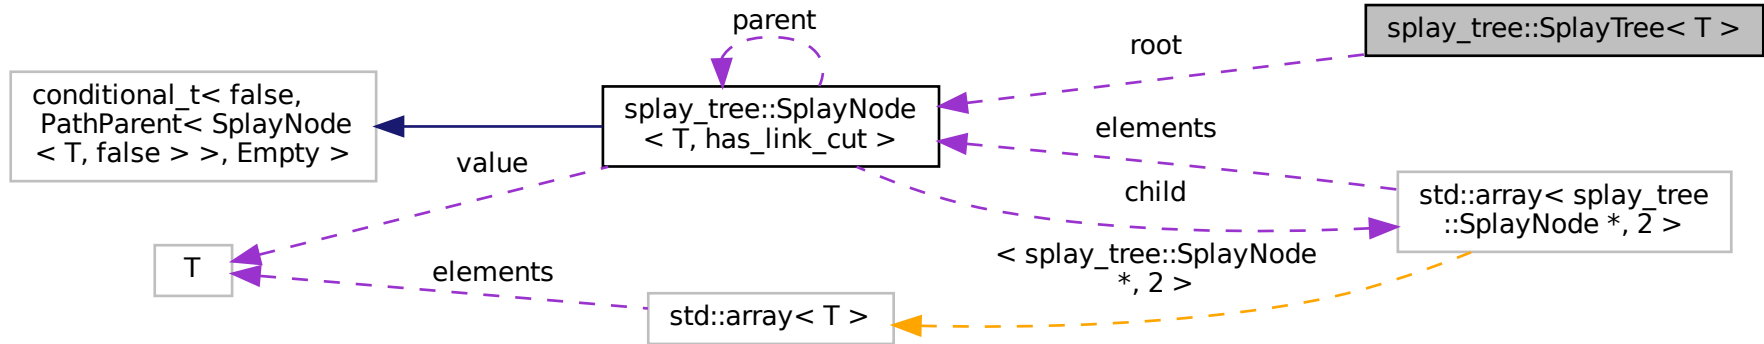 parent
splay_tree::SplayTree< T >
root
conditional_t< false,
PathParent< SplayNode
< T, false > >, Empty >
splay_tree::SplayNode
< T, has_link_cut >
elements
value
child
std::array< splay_tree
::SplayNode *, 2 >
T
elements
< splay_tree::SplayNode
*, 2 >
std::array< T >